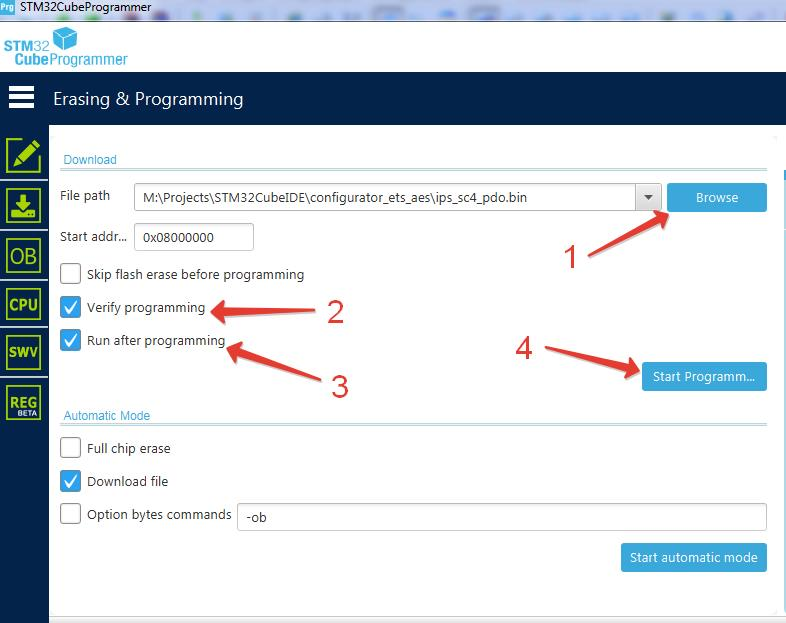 Prg STM32CubeProgrammer
STM32
CubeProgrammer
Erasing & Programming
Download
File path M:\Projects\STM32CubeIDE\configurator_ets_aes\ips_sc4_pdo.bin Browse
Start addr... 0x08000000
1
Skip flash erase before programming
OB
Verify programming
2
CPU
Run after programming
SWV
4
3
Start Programm...
REG
BETA
Automatic Mode
Full chip erase
Download file
Option bytes commands -ob
Start automatic mode